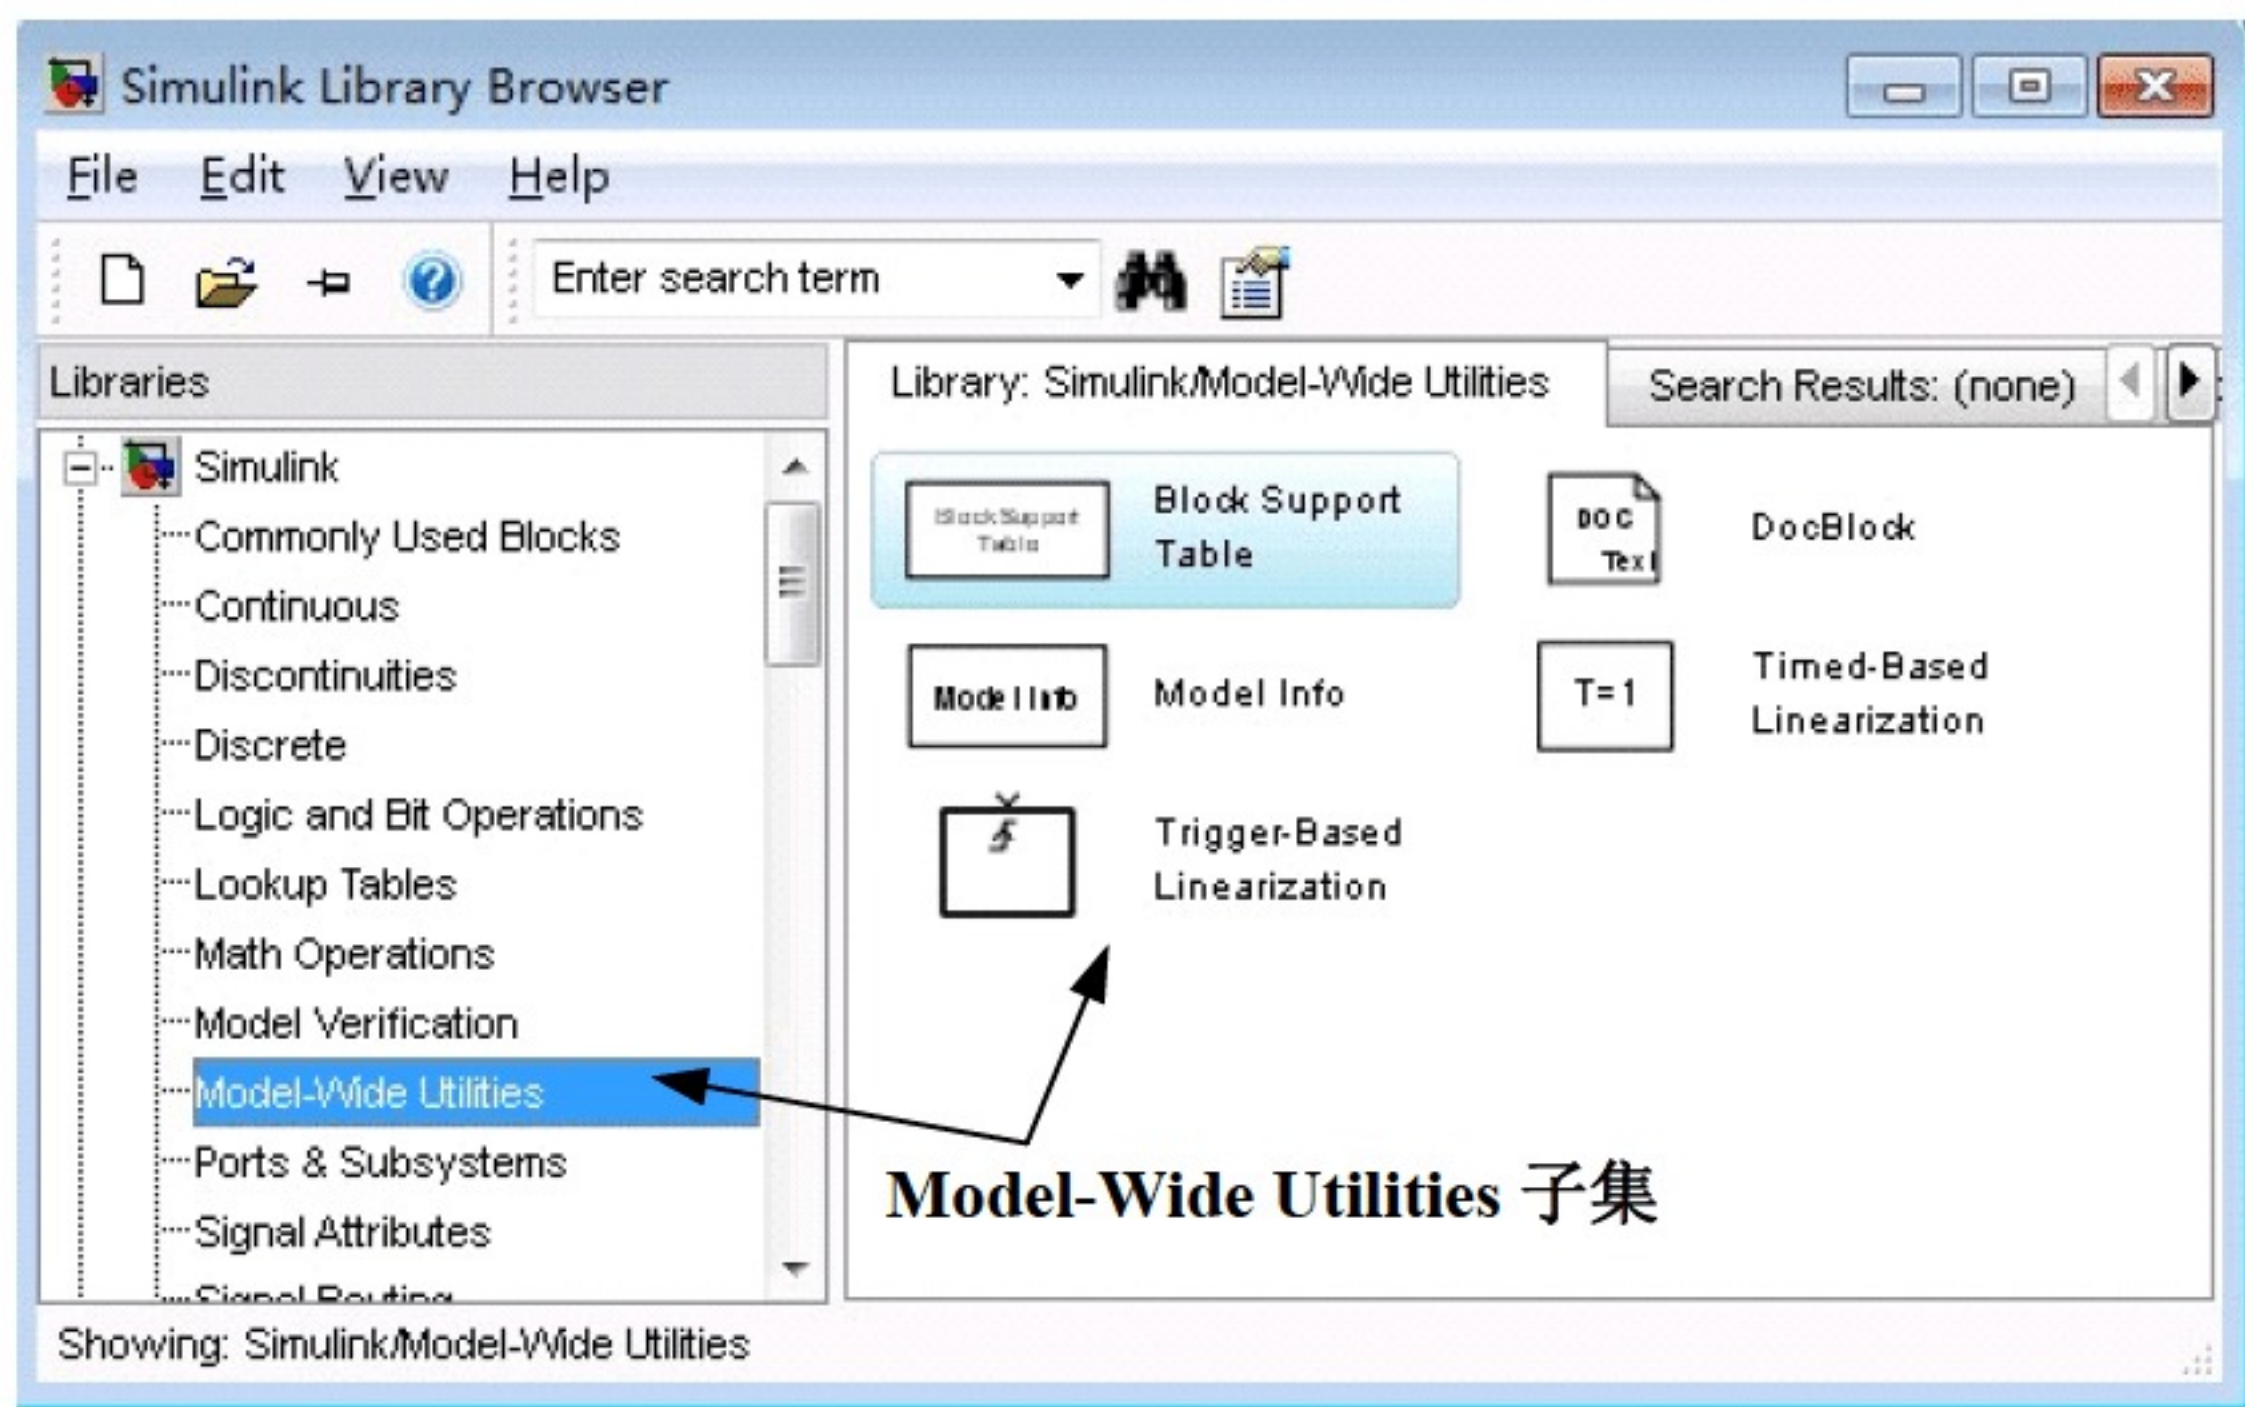 Simulink Library Browser
File Edit View Help
Enter search term
Libraries
Library: Simulink/Model-Wide Utilities
Search Results: (none)
Simulink
Commonly Used Blocks
Continuous
Discontinuities
Discrete
Logic and Bit Operations
Lookup Tables
Math Operations
Model Verification
Model-Wide Utilities
Ports & Subsystems
Signal Attributes
Signal Routing
Block Support
Table
Block Support
Table
DOC
Text
DocBlock
Model Info
Model Info
T=1
Timed-Based
Linearization
Trigger-Based
Linearization
Model-Wide Utilities 子集
Showing: Simulink/Model-Wide Utilities